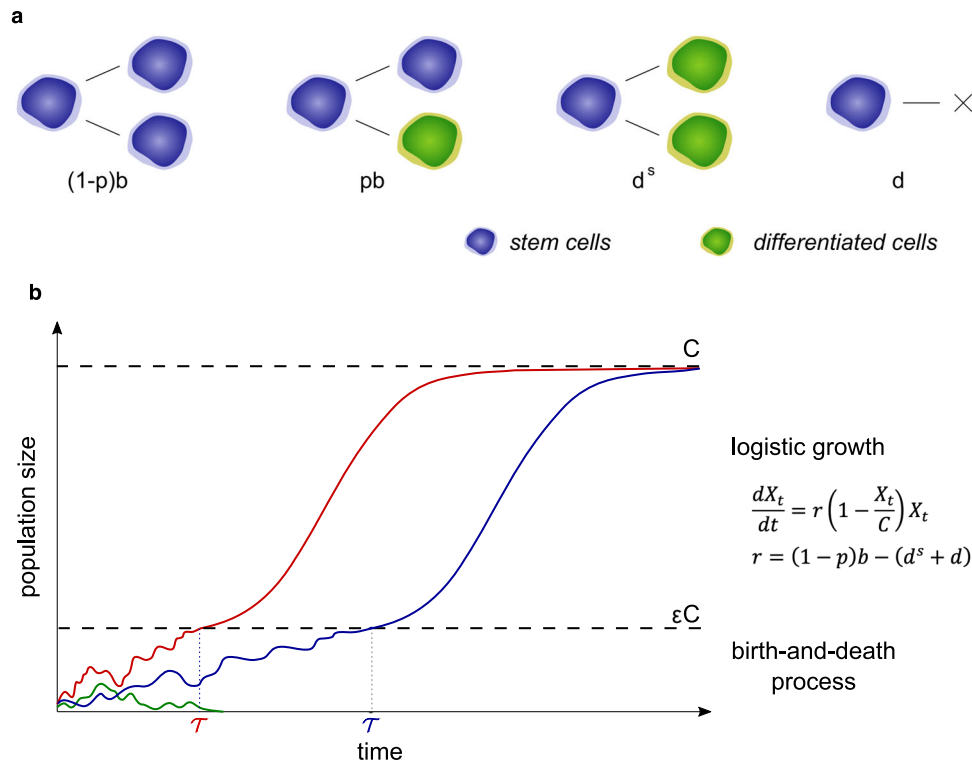 a
(1-p)b
pb
d^s
d
stem cells
differentiated cells
b
C
logistic growth
dX_t/dt = r(1 − X_t/C) X_t
r = (1 − p)b − (d^s + d)
εC
birth-and-death
process
population size
τ
τ
time